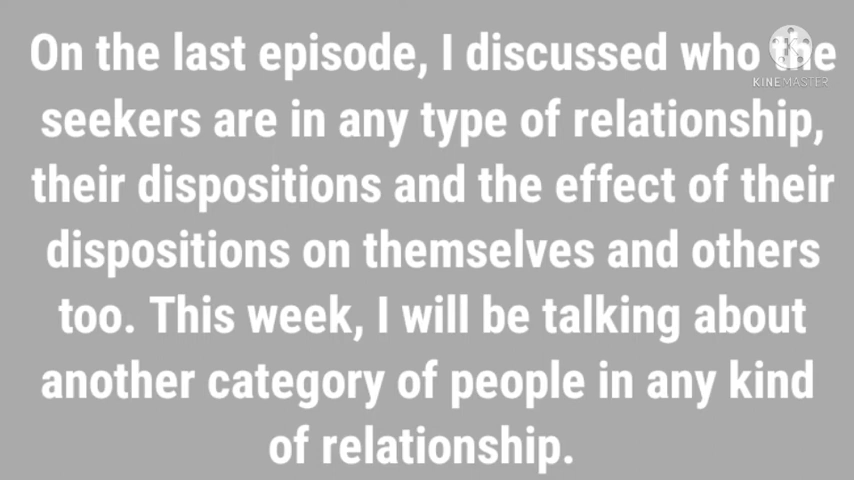 On the last episode, I discussed who the
seekers are in any type of relationship,
their dispositions and the effect of their
dispositions on themselves and others
too. This week, I will be talking about
another category of people in any kind
of relationship.
KINEMASTER